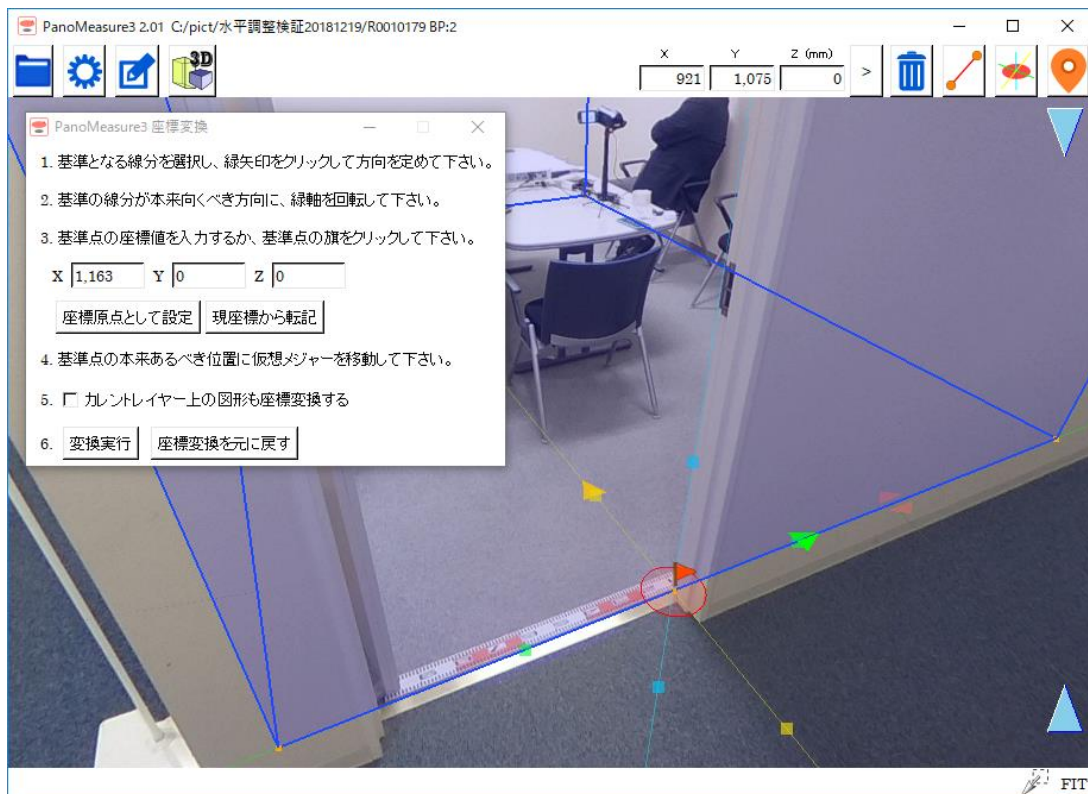 PanoMeasure3 2.01 C:/pict/水平調整検証20181219/R0010179 BP:2
3D
X Y Z (mm)
921 1,075 0 >
PanoMeasure3 座標変換
1. 基準となる線分を選択し、緑矢印をクリックして方向を定めて下さい。
2. 基準の線分が本来向くべき方向に、緑軸を回転して下さい。
3. 基準点の座標値を入力するか、基準点の旗をクリックして下さい。
X 1,163 Y 0 Z 0
座標原点として設定 現座標から転記
4. 基準点の本来あるべき位置に仮想メジャーを移動して下さい。
5. カレントレイヤー上の図形も座標変換する
6. 変換実行 座標変換を元に戻す
FIT